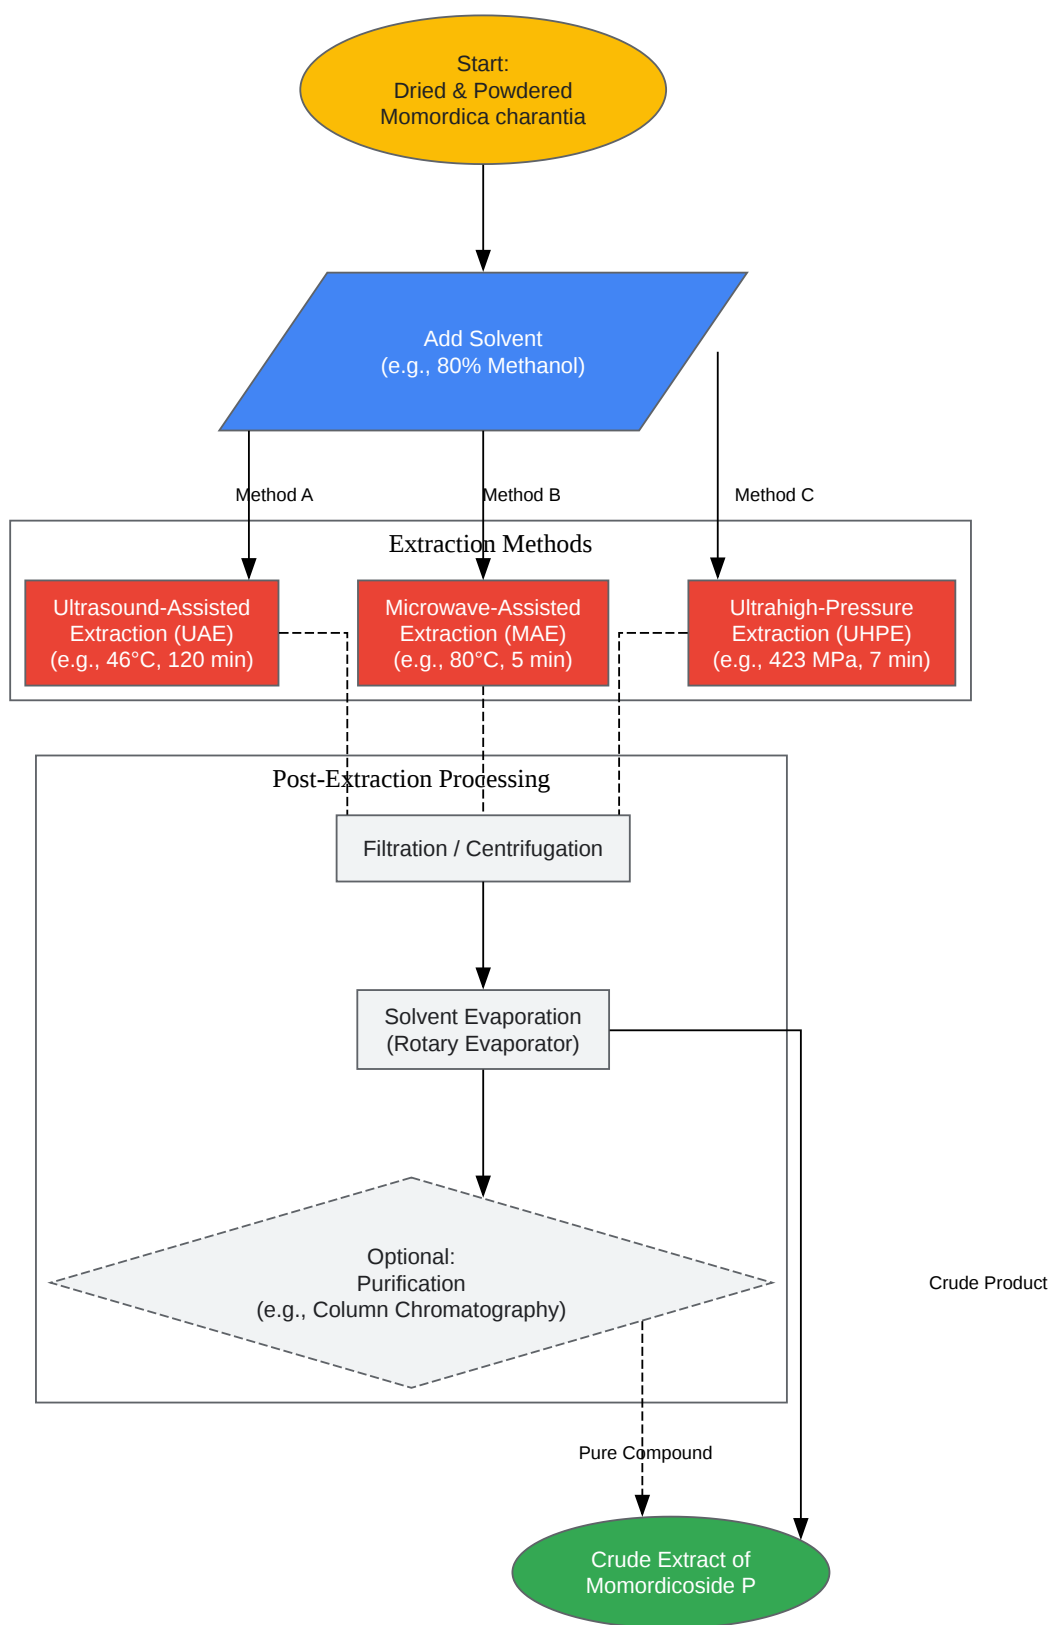 Start:
Dried & Powdered
Momordica charantia
Add Solvent
(e.g., 80% Methanol)
Method A
Method B
Method C
Extraction Methods
Ultrasound-Assisted
Extraction (UAE)
(e.g., 46°C, 120 min)
Microwave-Assisted
Extraction (MAE)
(e.g., 80°C, 5 min)
Ultrahigh-Pressure
Extraction (UHPE)
(e.g., 423 MPa, 7 min)
Post-Extraction Processing
Filtration / Centrifugation
Solvent Evaporation
(Rotary Evaporator)
Optional:
Purification
(e.g., Column Chromatography)
Crude Product
Pure Compound
Crude Extract of
Momordicoside P